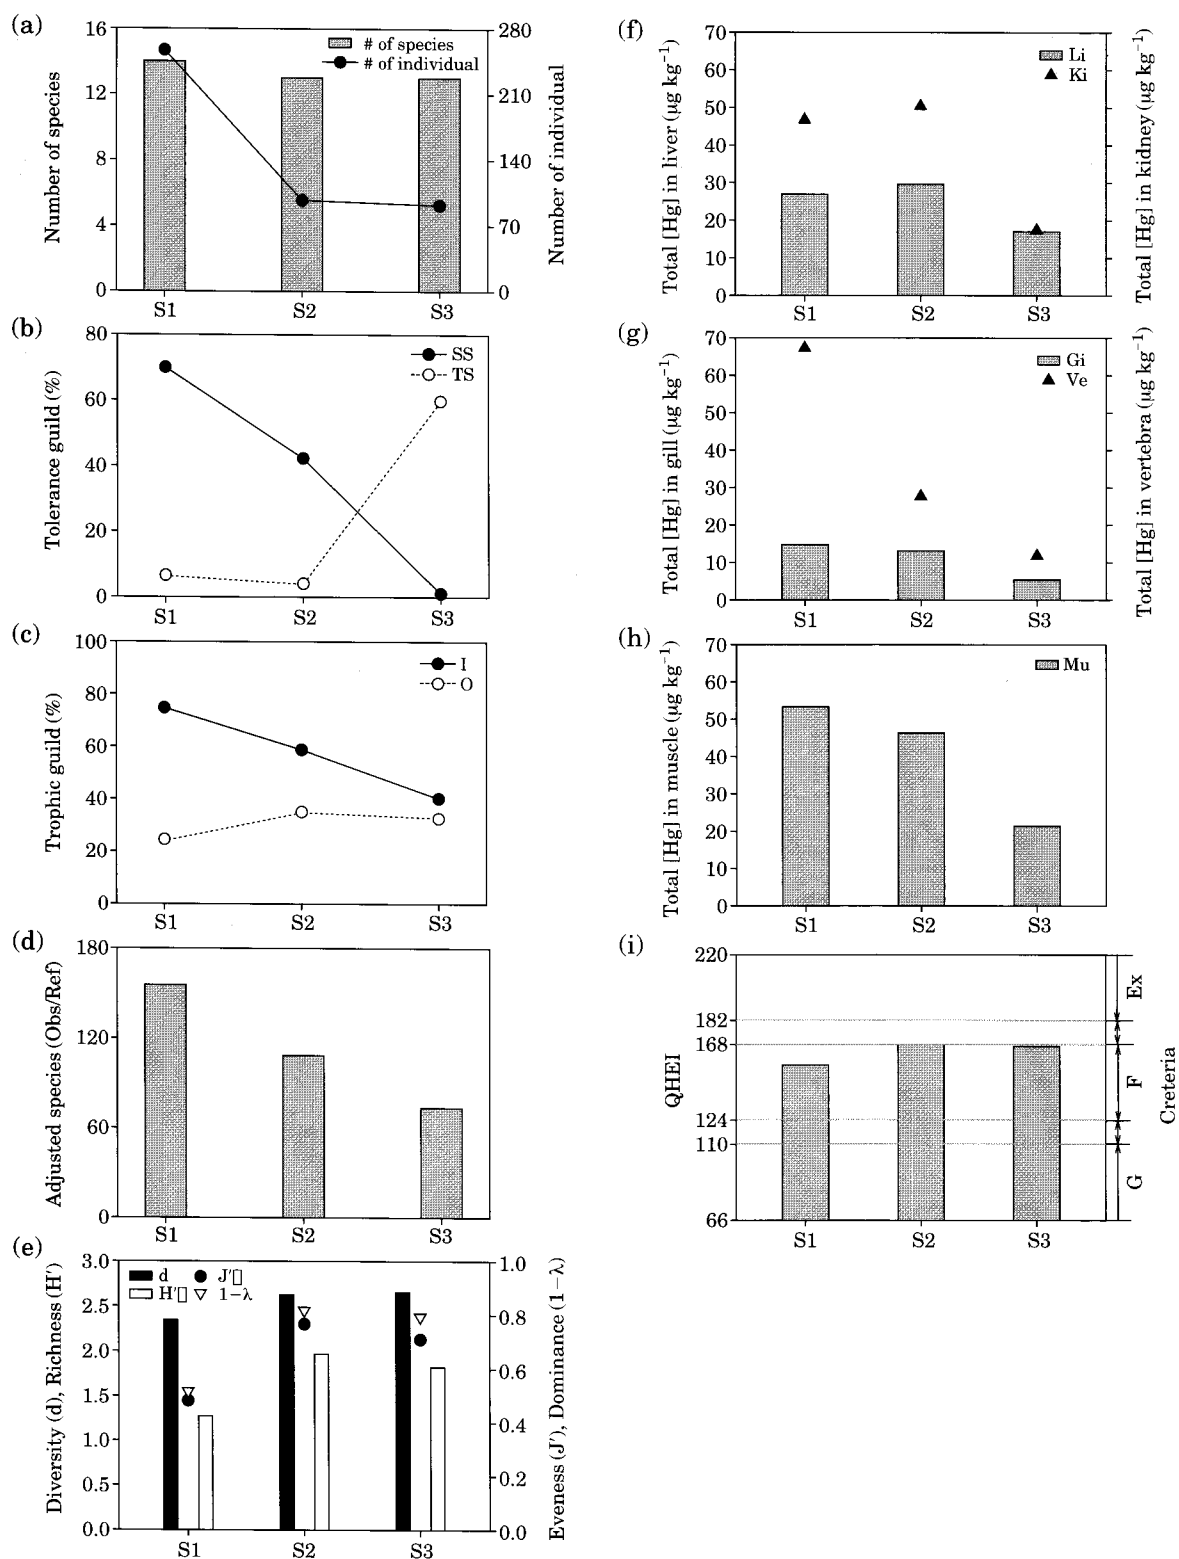 (a)
16
12
8
4
0
Number of species
280
210
140
70
0
Number of individual
# of species
# of individual
S1 S2 S3
(b)
80
60
40
20
0
Tolerance guild (%)
SS
TS
S1 S2 S3
(c)
100
80
60
40
20
0
Trophic guild (%)
I
O
S1 S2 S3
(d)
180
120
60
0
Adjusted species (Obs/Ref)
S1 S2 S3
(e)
3.0
2.5
2.0
1.5
1.0
0.5
0.0
Diversity (d), Richness (H′)
1.0
0.8
0.6
0.4
0.2
0.0
Eveness (J′), Dominance (1−λ)
d J′▯
H′▯ 1−λ
S1 S2 S3
(f)
70
60
50
40
30
20
10
0
Total [Hg] in liver (µg kg⁻¹)
Total [Hg] in kidney (µg kg⁻¹)
Li
Ki
S1 S2 S3
(g)
70
60
50
40
30
20
10
0
Total [Hg] in gill (µg kg⁻¹)
Total [Hg] in vertebra (µg kg⁻¹)
Gi
Ve
S1 S2 S3
(h)
70
60
50
40
30
20
10
0
Total [Hg] in muscle (µg kg⁻¹)
Mu
S1 S2 S3
(i)
220
182
168
124
110
66
QHEI
Ex
F
G
Creteria
S1 S2 S3